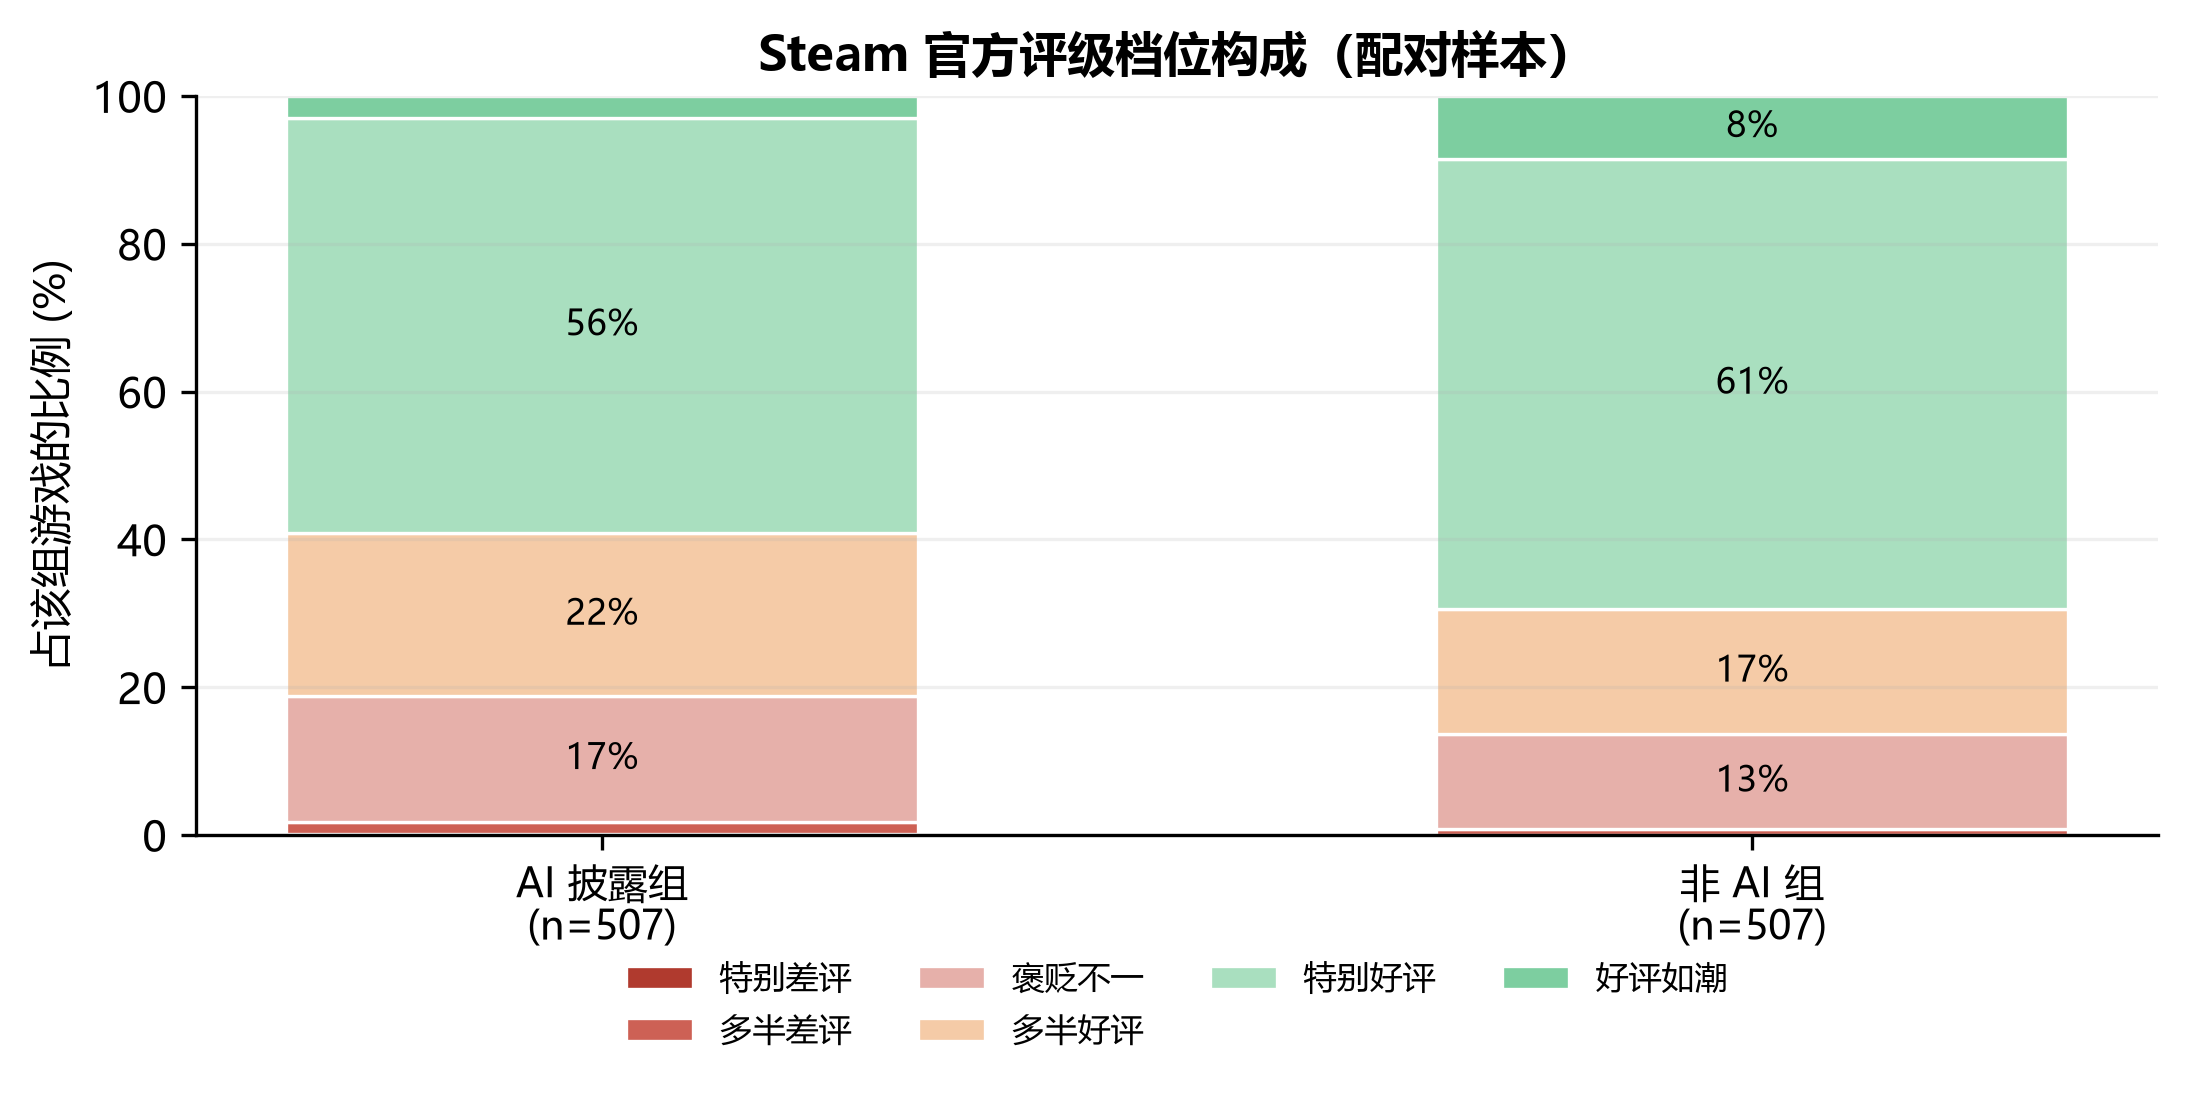 Steam 官方评级档位构成（配对样本）
占该组游戏的比例 (%)
100
80
60
40
20
0
56%
22%
17%
8%
61%
17%
13%
AI 披露组
(n=507)
非 AI 组
(n=507)
特别差评
褒贬不一
特别好评
好评如潮
多半差评
多半好评